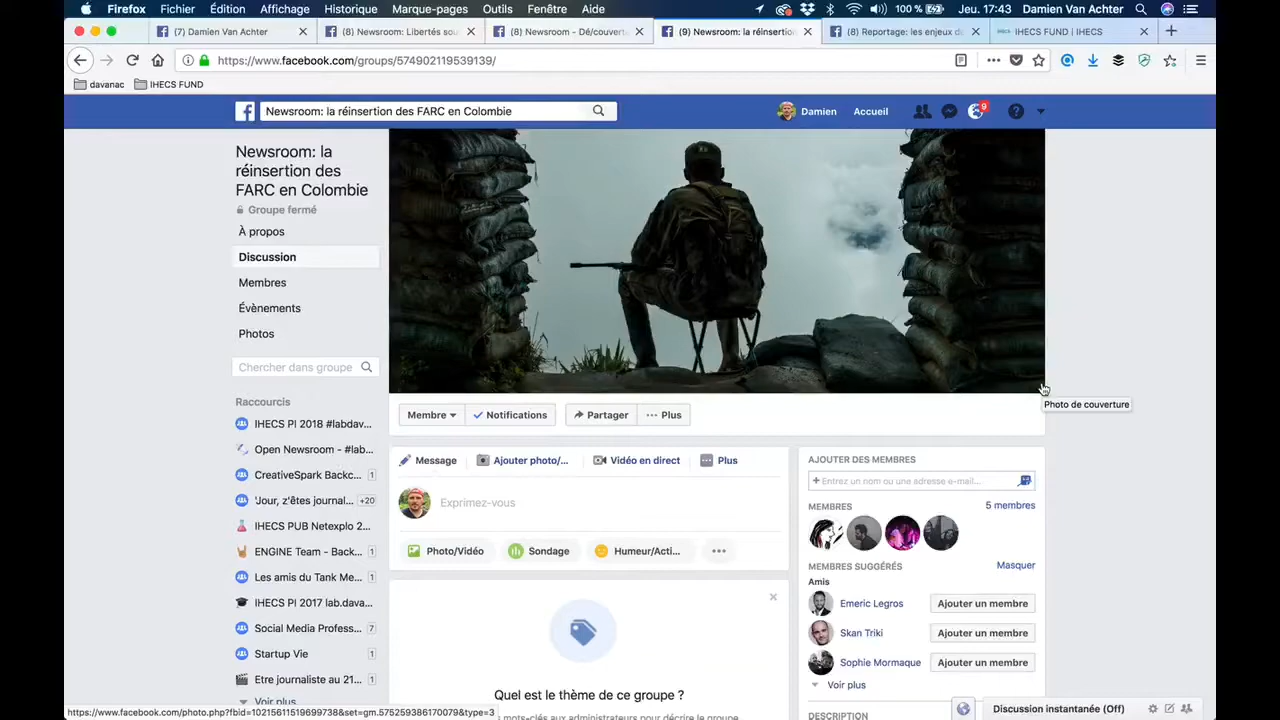 Firefox Fichier Édition Affichage Historique Marque-pages Outils Fenêtre Aide 100 % Jeu. 17:43 Damien Van Achter
(7) Damien Van Achter
(8) Newsroom: Libertés sou
(8) Newsroom - Dé/couvert
(9) Newsroom: la réinsertion
(8) Reportage: les enjeux d
IHECS FUND | IHECS
https://www.facebook.com/groups/574902119539139/
davanac IHECS FUND
Newsroom: la réinsertion des FARC en Colombie
Damien Accueil 9
Newsroom: la
réinsertion des
FARC en Colombie
Groupe fermé
À propos
Discussion
Membres
Évènements
Photos
Chercher dans groupe
Raccourcis
IHECS PI 2018 #labdav...
Open Newsroom - #lab...
CreativeSpark Backc... 1
'Jour, z'êtes journal... +20
IHECS PUB Netexplo 2...
ENGINE Team - Back... 1
Les amis du Tank Me... 1
IHECS PI 2017 lab.dava...
Social Media Profess... 7
Startup Vie 1
Etre journaliste au 21... 1
Voir plus
Photo de couverture
Membre Notifications Partager ··· Plus
Message Ajouter photo/... Vidéo en direct Plus
Exprimez-vous
Photo/Vidéo Sondage Humeur/Acti...
Quel est le thème de ce groupe ?
mots-clés aux administrateurs pour décrire le groupe
AJOUTER DES MEMBRES
+ Entrez un nom ou une adresse e-mail...
MEMBRES 5 membres
MEMBRES SUGGÉRÉS Masquer
Amis
Emeric Legros Ajouter un membre
Skan Triki Ajouter un membre
Sophie Mormaque Ajouter un membre
Voir plus
DESCRIPTION
Discussion instantanée (Off)
https://www.facebook.com/photo.php?fbid=10215611519699738&set=gm.575259386170079&type=3